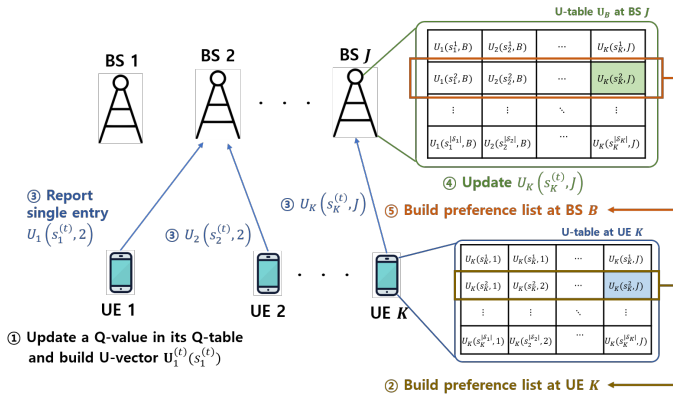 U-table U_B at BS J
BS 1
BS 2
BS J
· · ·
U_1(s_1^1, B) U_2(s_2^1, B) ⋯ U_K(s_K^1, J)
U_1(s_1^2, B) U_2(s_2^2, B) ⋯ U_K(s_K^2, J)
⋮ ⋮ ⋱ ⋮
U_1(s_1^{|𝒮_1|}, B) U_2(s_2^{|𝒮_2|}, B) ⋯ U_K(s_K^{|𝒮_K|}, J)
④ Update U_K(s_K^{(t)}, J)
③ Report
single entry
U_1(s_1^{(t)}, 2)
③ U_2(s_2^{(t)}, 2)
③ U_K(s_K^{(t)}, J)
⑤ Build preference list at BS B
U-table at UE K
U_K(s_K^1, 1) U_K(s_K^1, 1) ⋯ U_K(s_K^1, J)
U_K(s_K^2, 1) U_K(s_K^2, 2) ⋯ U_K(s_K^2, J)
⋮ ⋮ ⋱ ⋮
U_K(s_K^{|𝒮_1|}, 1) U_K(s_2^{|𝒮_2|}, 2) ⋯ U_K(s_K^{|𝒮_K|}, J)
· · ·
UE 1
UE 2
UE K
① Update a Q-value in its Q-table
and build U-vector U_1^{(t)}(s_1^{(t)})
② Build preference list at UE K